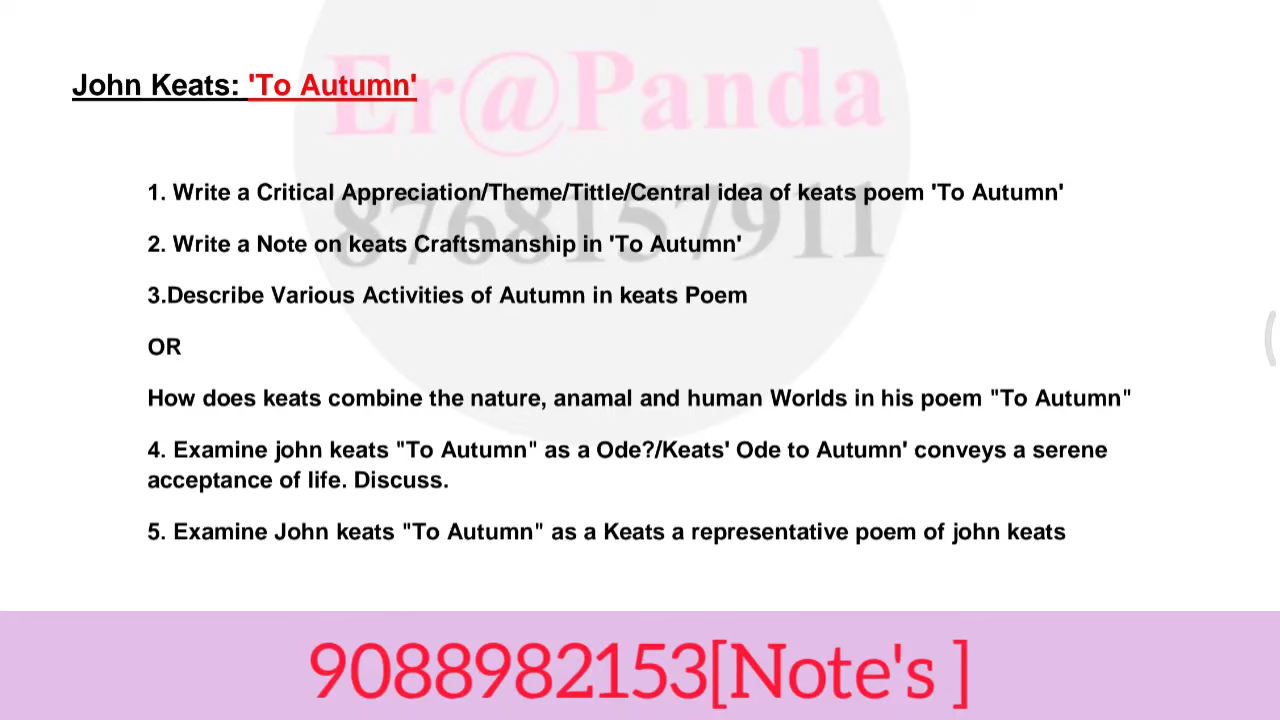 Er@Panda
John Keats: 'To Autumn'
8768157911
1. Write a Critical Appreciation/Theme/Tittle/Central idea of keats poem 'To Autumn'
2. Write a Note on keats Craftsmanship in 'To Autumn'
3.Describe Various Activities of Autumn in keats Poem
OR
How does keats combine the nature, anamal and human Worlds in his poem "To Autumn"
4. Examine john keats "To Autumn" as a Ode?/Keats' Ode to Autumn' conveys a serene
acceptance of life. Discuss.
5. Examine John keats "To Autumn" as a Keats a representative poem of john keats
9088982153[Note's ]